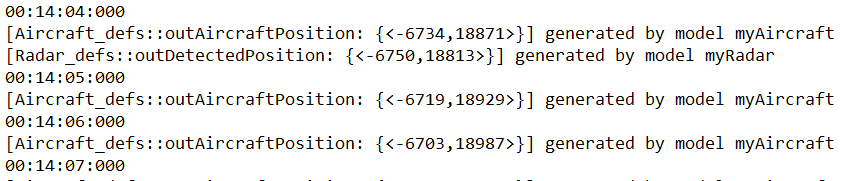 00:14:04:000
[Aircraft_defs::outAircraftPosition: {<-6734,18871>}] generated by model myAircraft
[Radar_defs::outDetectedPosition: {<-6750,18813>}] generated by model myRadar
00:14:05:000
[Aircraft_defs::outAircraftPosition: {<-6719,18929>}] generated by model myAircraft
00:14:06:000
[Aircraft_defs::outAircraftPosition: {<-6703,18987>}] generated by model myAircraft
00:14:07:000